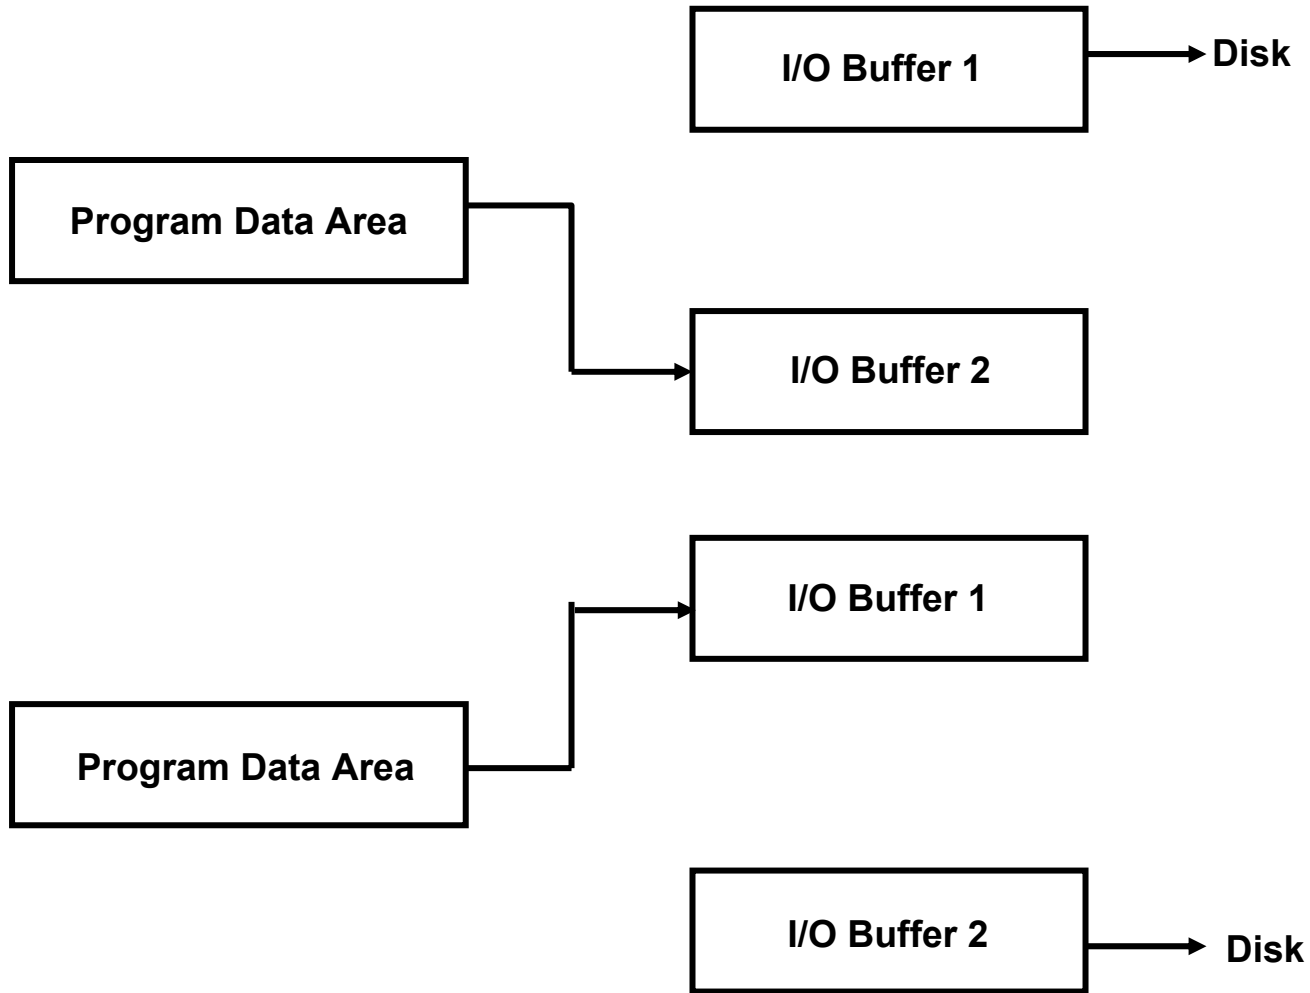 I/O Buffer 1
Disk
Program Data Area
I/O Buffer 2
I/O Buffer 1
Program Data Area
I/O Buffer 2
Disk